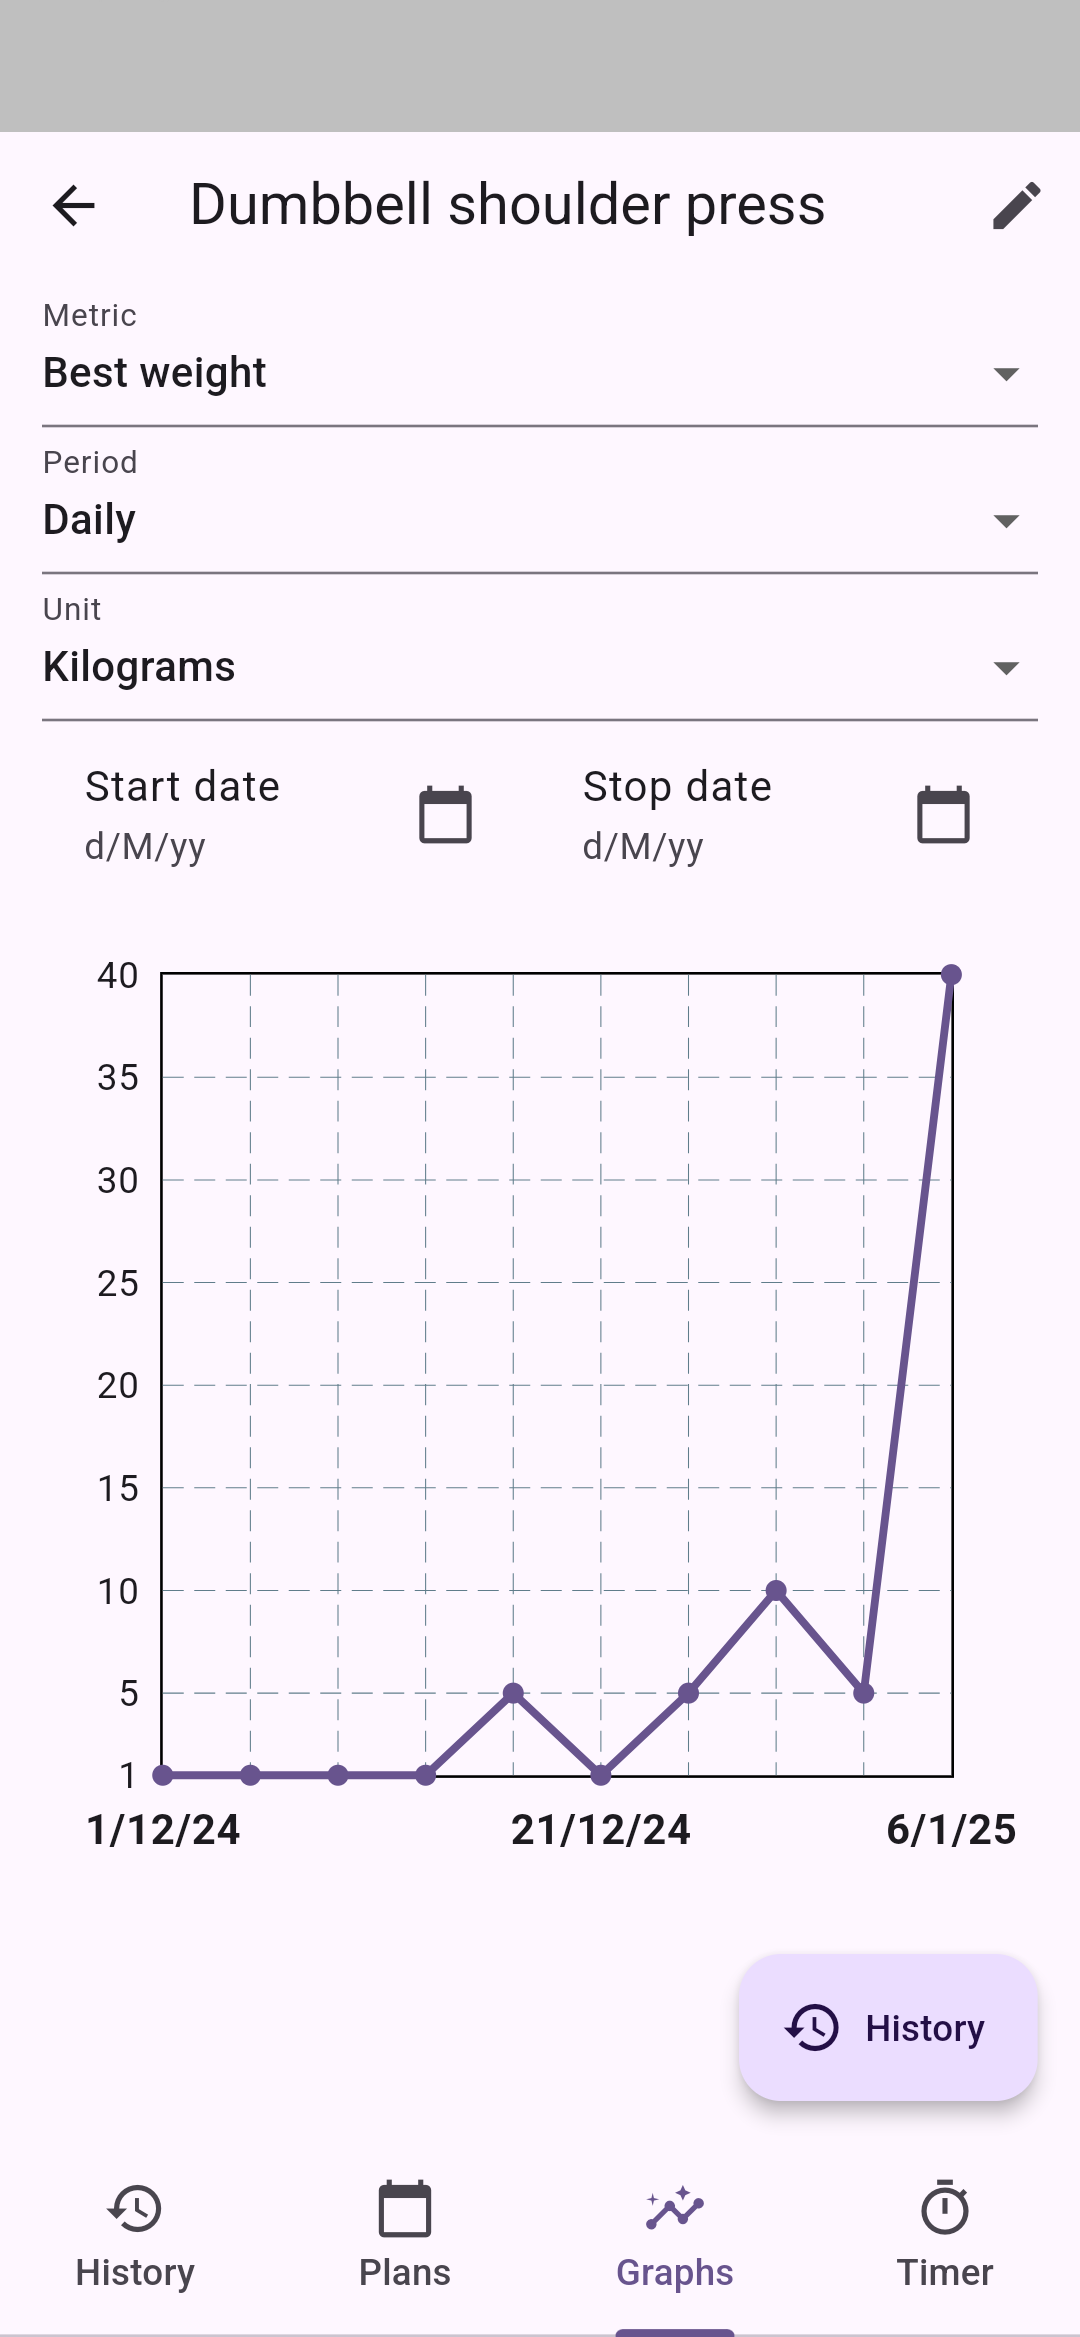 Dumbbell shoulder press
Metric
Best weight
Period
Daily
Unit
Kilograms
Start date
d/M/yy
Stop date
d/M/yy
40
35
30
25
20
15
10
5
1
1/12/24 21/12/24 6/1/25
History
History Plans Graphs Timer